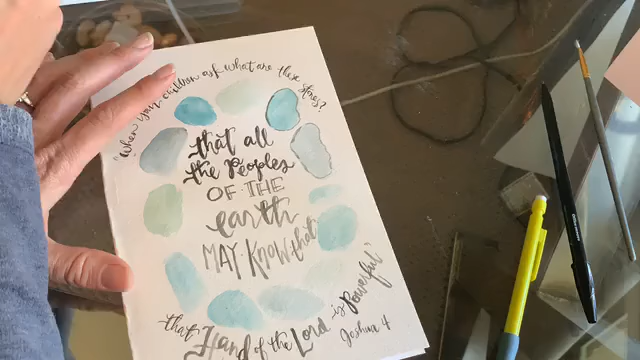 "when your children ask what are these stones?
that all
the Peoples
OF THE
earth
MAY KNOW that
that Hand of the Lord is Powerful"
Joshua 4